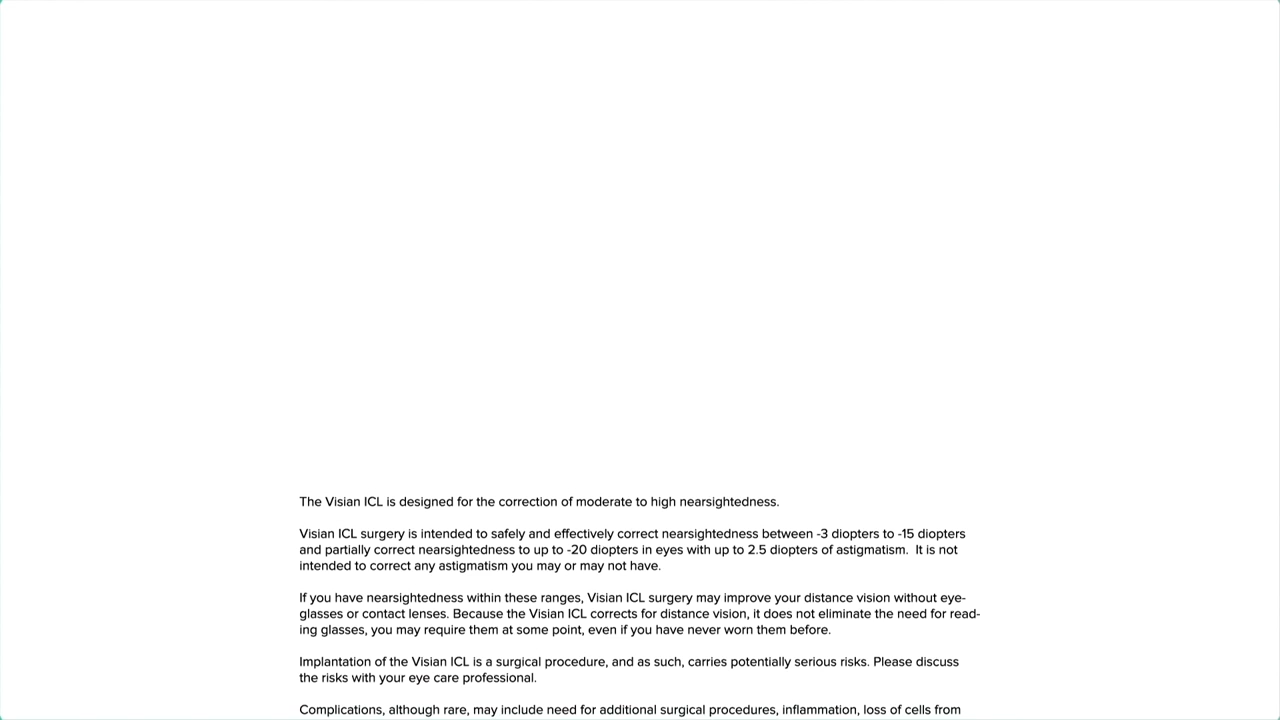 The Visian ICL is designed for the correction of moderate to high nearsightedness.
Visian ICL surgery is intended to safely and effectively correct nearsightedness between -3 diopters to -15 diopters
and partially correct nearsightedness to up to -20 diopters in eyes with up to 2.5 diopters of astigmatism.  It is not
intended to correct any astigmatism you may or may not have.
If you have nearsightedness within these ranges, Visian ICL surgery may improve your distance vision without eye-
glasses or contact lenses. Because the Visian ICL corrects for distance vision, it does not eliminate the need for read-
ing glasses, you may require them at some point, even if you have never worn them before.
Implantation of the Visian ICL is a surgical procedure, and as such, carries potentially serious risks. Please discuss
the risks with your eye care professional.
Complications, although rare, may include need for additional surgical procedures, inflammation, loss of cells from